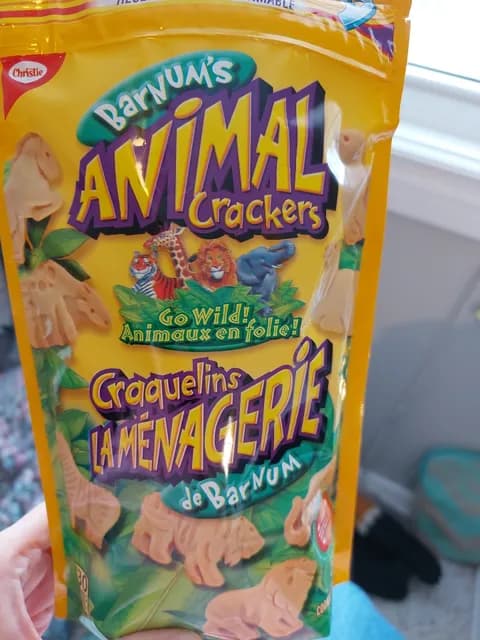 Christie
BARNUM'S
ANiMAL
Crackers
Go Wild!
Animaux en folie!
Craquelins
LA MÉNAGERIE
de BARNUM